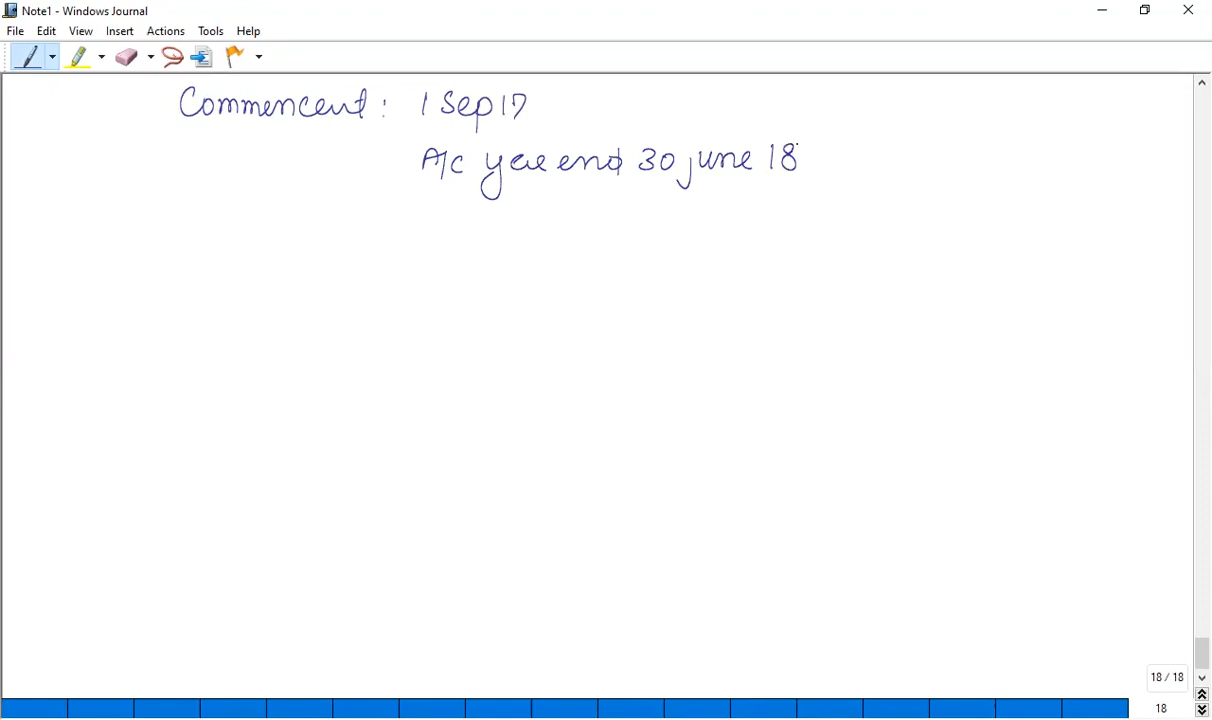 Note1 - Windows Journal
File Edit View Insert Actions Tools Help
Commencent : 1 Sep 17
A/c year end 30 june 18
18 / 18
18